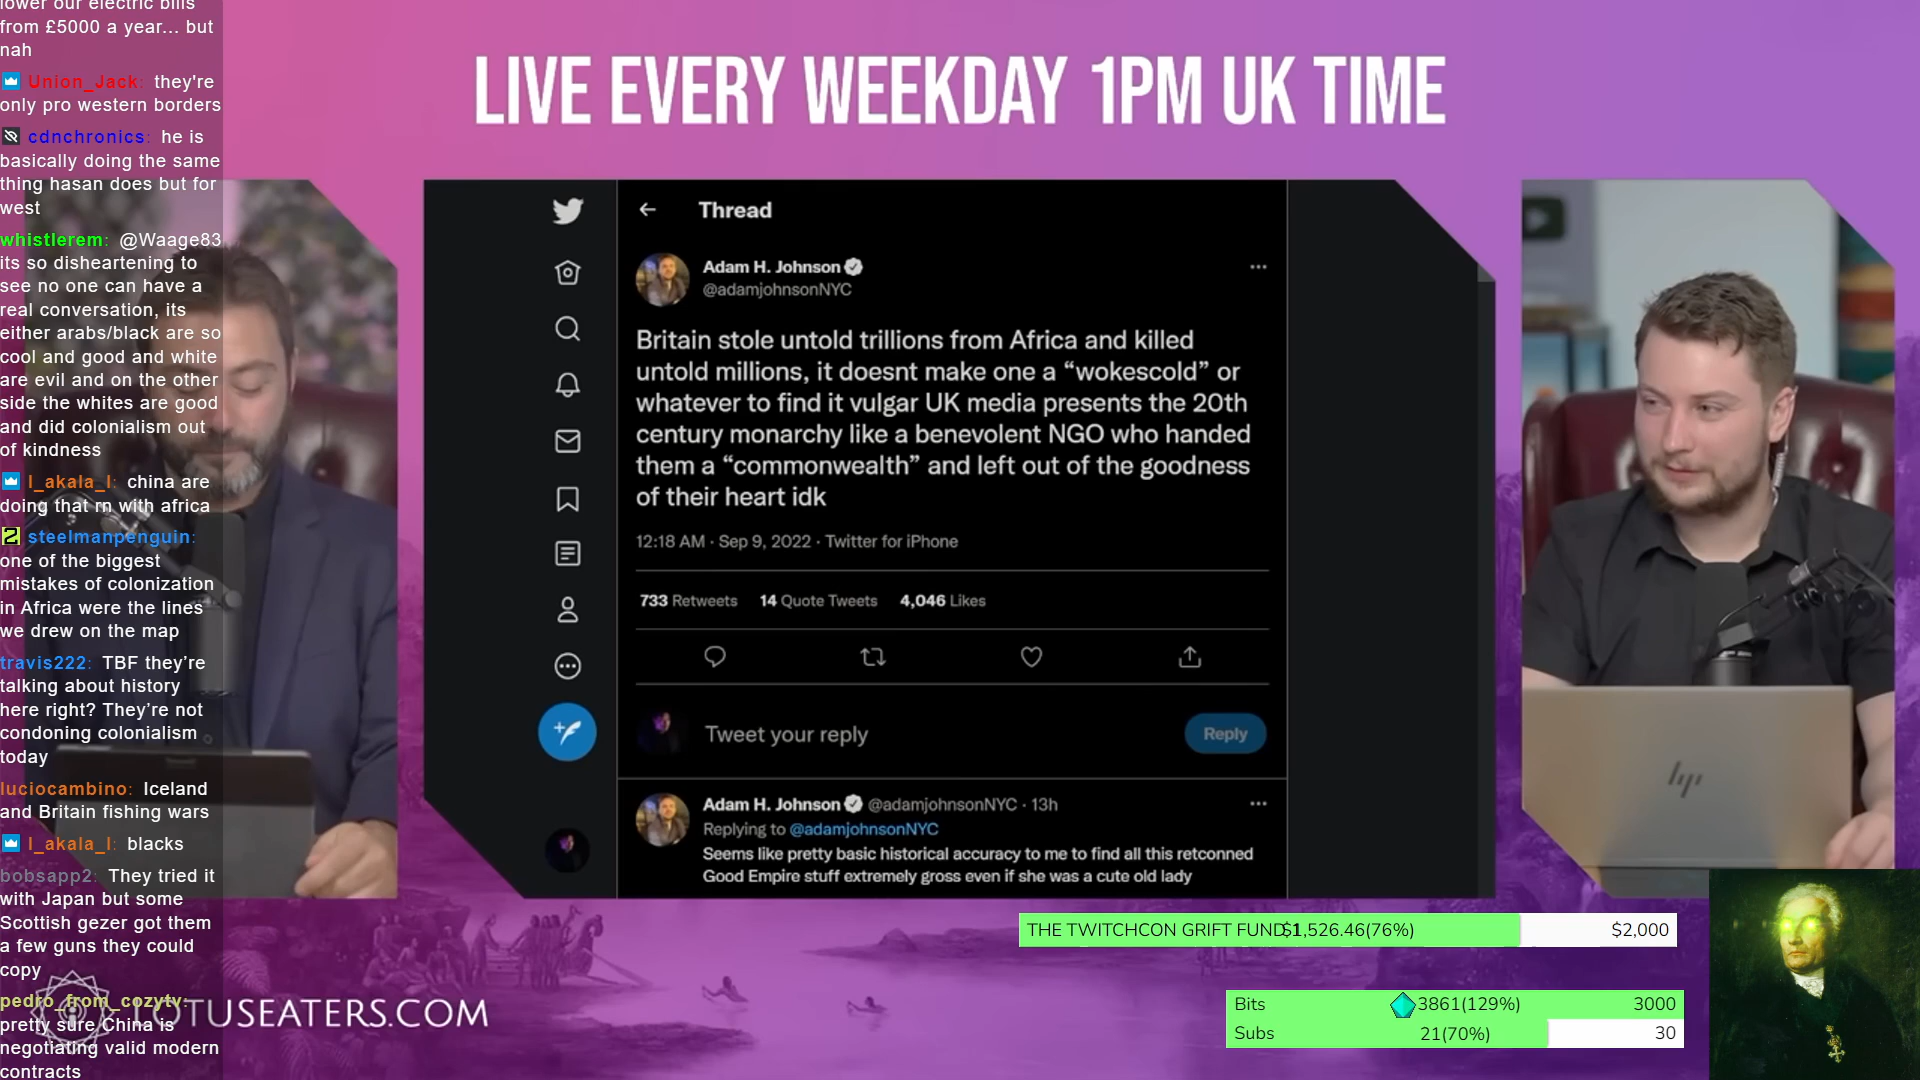 lower our electric bills
from £5000 a year... but
nah
Union_Jack: they're
only pro western borders
cdnchronics: he is
basically doing the same
thing hasan does but for
west
whistlerem: @Waage83
its so disheartening to
see no one can have a
real conversation, its
either arabs/black are so
cool and good and white
are evil and on the other
side the whites are good
and did colonialism out
of kindness
l_akala_l: china are
doing that rn with africa
steelmanpenguin:
one of the biggest
mistakes of colonization
in Africa were the lines
we drew on the map
travis222: TBF they’re
talking about history
here right? They’re not
condoning colonialism
today
luciocambino: Iceland
and Britain fishing wars
l_akala_l: blacks
bobsapp2: They tried it
with Japan but some
Scottish gezer got them
a few guns they could
copy
pedro_from_cozytv:
pretty sure China is
negotiating valid modern
contracts
LIVE EVERY WEEKDAY 1PM UK TIME
Thread
Adam H. Johnson
@adamjohnsonNYC
Britain stole untold trillions from Africa and killed
untold millions, it doesnt make one a “wokescold” or
whatever to find it vulgar UK media presents the 20th
century monarchy like a benevolent NGO who handed
them a “commonwealth” and left out of the goodness
of their heart idk
12:18 AM · Sep 9, 2022 · Twitter for iPhone
733 Retweets 14 Quote Tweets 4,046 Likes
Tweet your reply
Reply
Adam H. Johnson @adamjohnsonNYC · 13h
Replying to @adamjohnsonNYC
Seems like pretty basic historical accuracy to me to find all this retconned
Good Empire stuff extremely gross even if she was a cute old lady
hp
LOTUSEATERS.COM
THE TWITCHCON GRIFT FUND $1,526.46(76%) $2,000
Bits 3861(129%) 3000
Subs 21(70%) 30